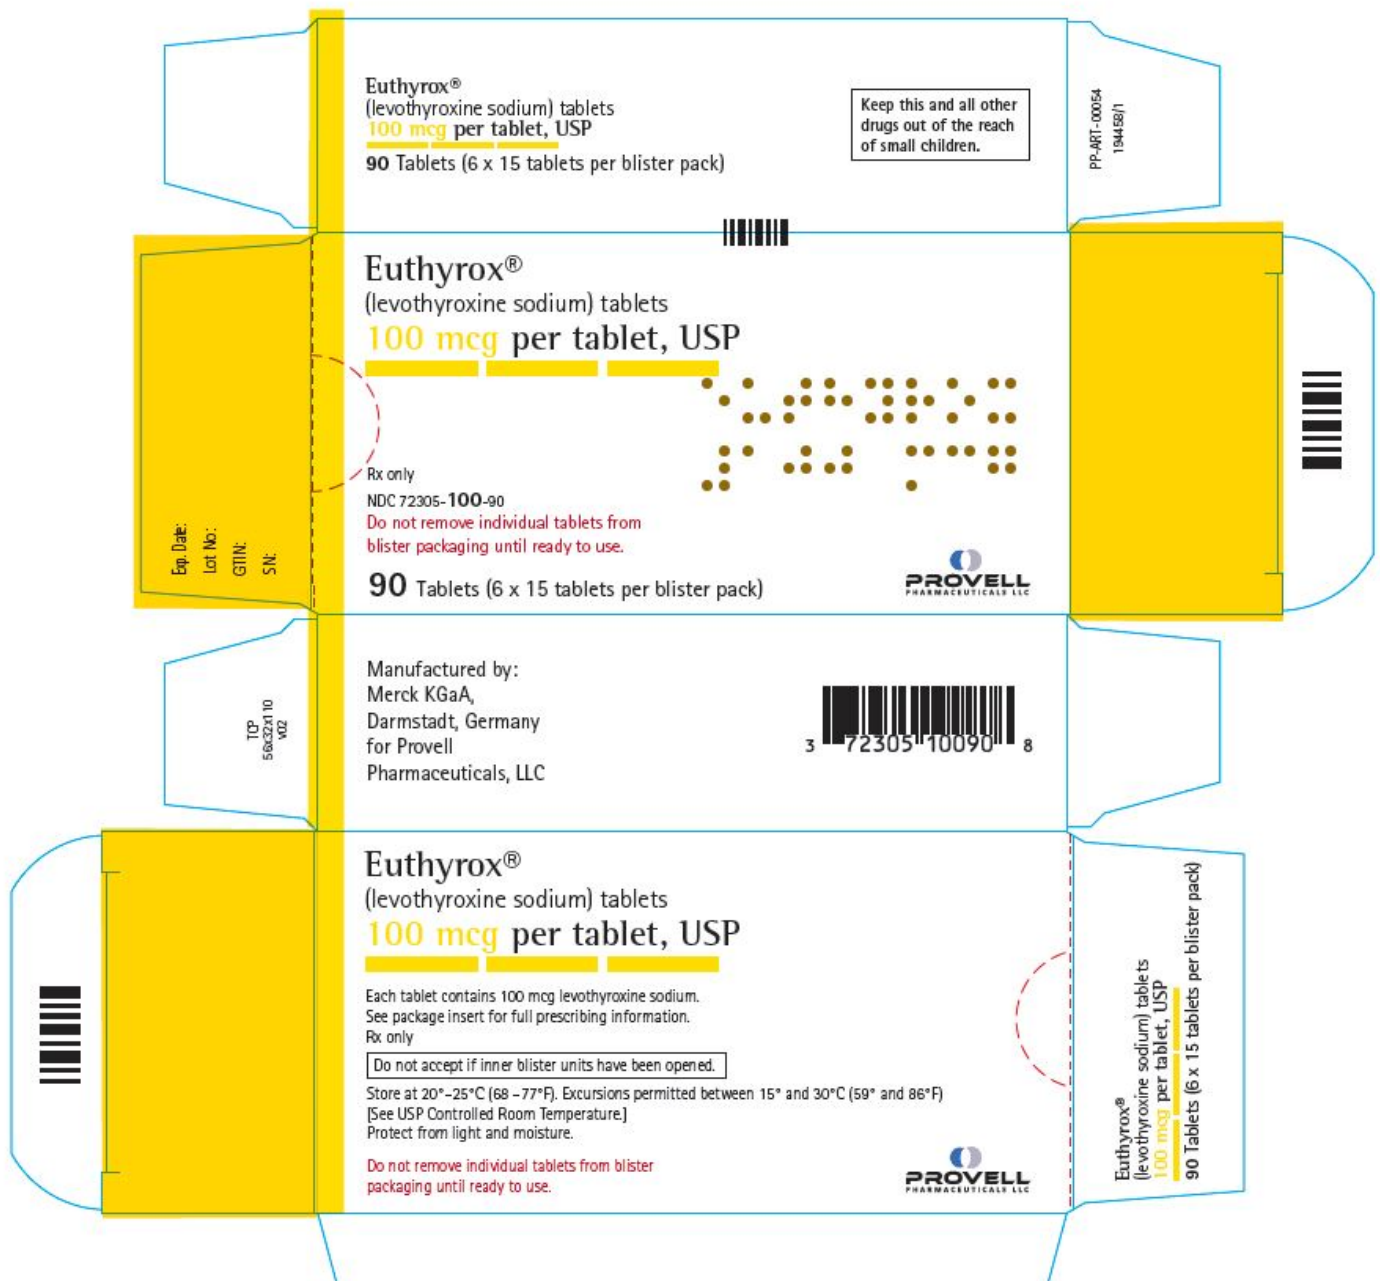 Euthyrox®
(levothyroxine sodium) tablets
100 mcg per tablet, USP
90 Tablets (6 x 15 tablets per blister pack)
Keep this and all other
drugs out of the reach
of small children.
PP-ART-00054
194458/1
Euthyrox®
(levothyroxine sodium) tablets
100 mcg per tablet, USP
⠑⠥⠞⠓⠽⠗⠕⠭
⠼⠁⠚⠚ ⠍⠉⠛
Rx only
NDC 72305-100-90
Do not remove individual tablets from
blister packaging until ready to use.
90 Tablets (6 x 15 tablets per blister pack)
PROVELL
PHARMACEUTICALS LLC
Exp. Date:
Lot No:
GTIN:
SN:
TCP
56x32x110
v02
Manufactured by:
Merck KGaA,
Darmstadt, Germany
for Provell
Pharmaceuticals, LLC
3 72305 10090 8
Euthyrox®
(levothyroxine sodium) tablets
100 mcg per tablet, USP
Each tablet contains 100 mcg levothyroxine sodium.
See package insert for full prescribing information.
Rx only
Do not accept if inner blister units have been opened.
Store at 20°–25°C (68 –77°F). Excursions permitted between 15° and 30°C (59° and 86°F)
[See USP Controlled Room Temperature.]
Protect from light and moisture.
Do not remove individual tablets from blister
packaging until ready to use.
PROVELL
PHARMACEUTICALS LLC
Euthyrox®
(levothyroxine sodium) tablets
100 mcg per tablet, USP
90 Tablets (6 x 15 tablets per blister pack)